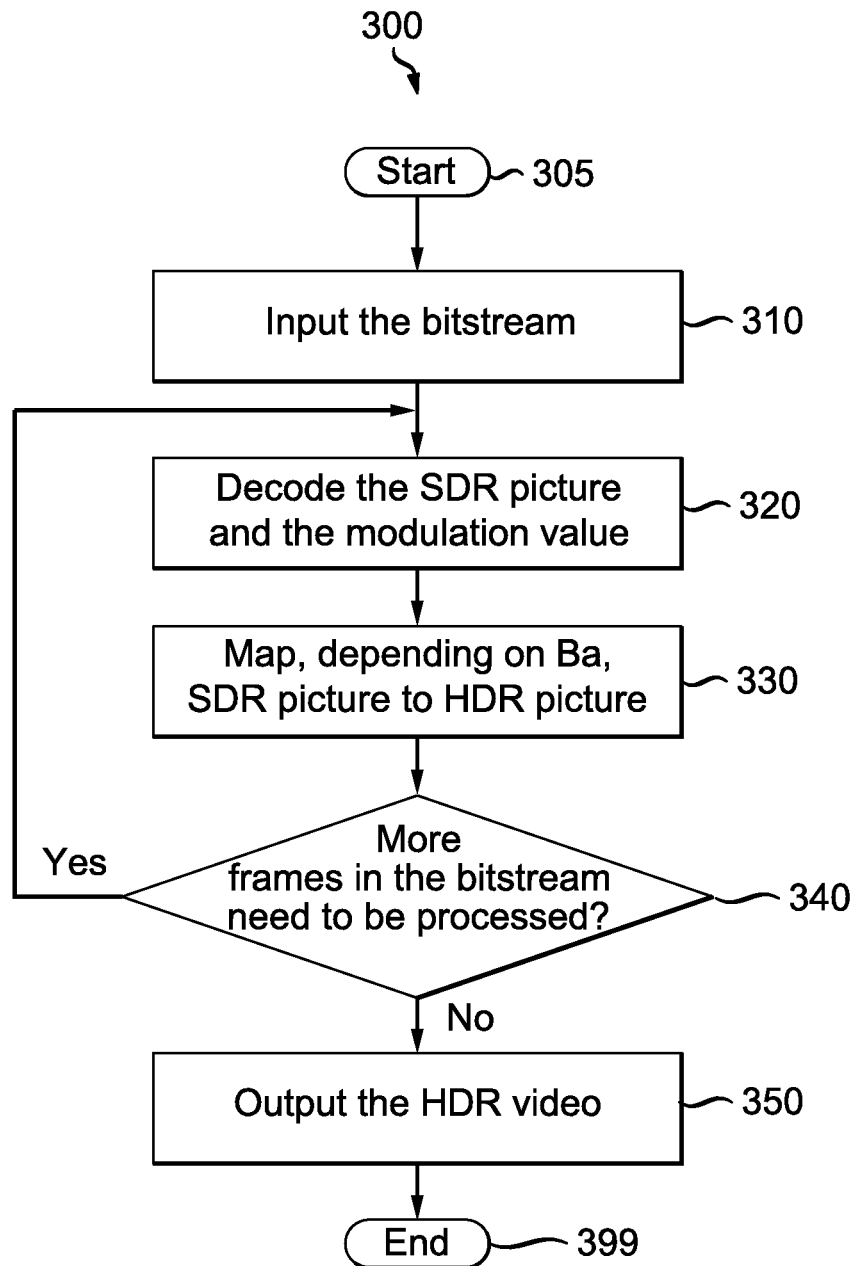 300
Start
305
Input the bitstream
310
Decode the SDR picture
and the modulation value
320
Map, depending on Ba,
SDR picture to HDR picture
330
More
frames in the bitstream
need to be processed?
340
Yes
No
Output the HDR video
350
End
399